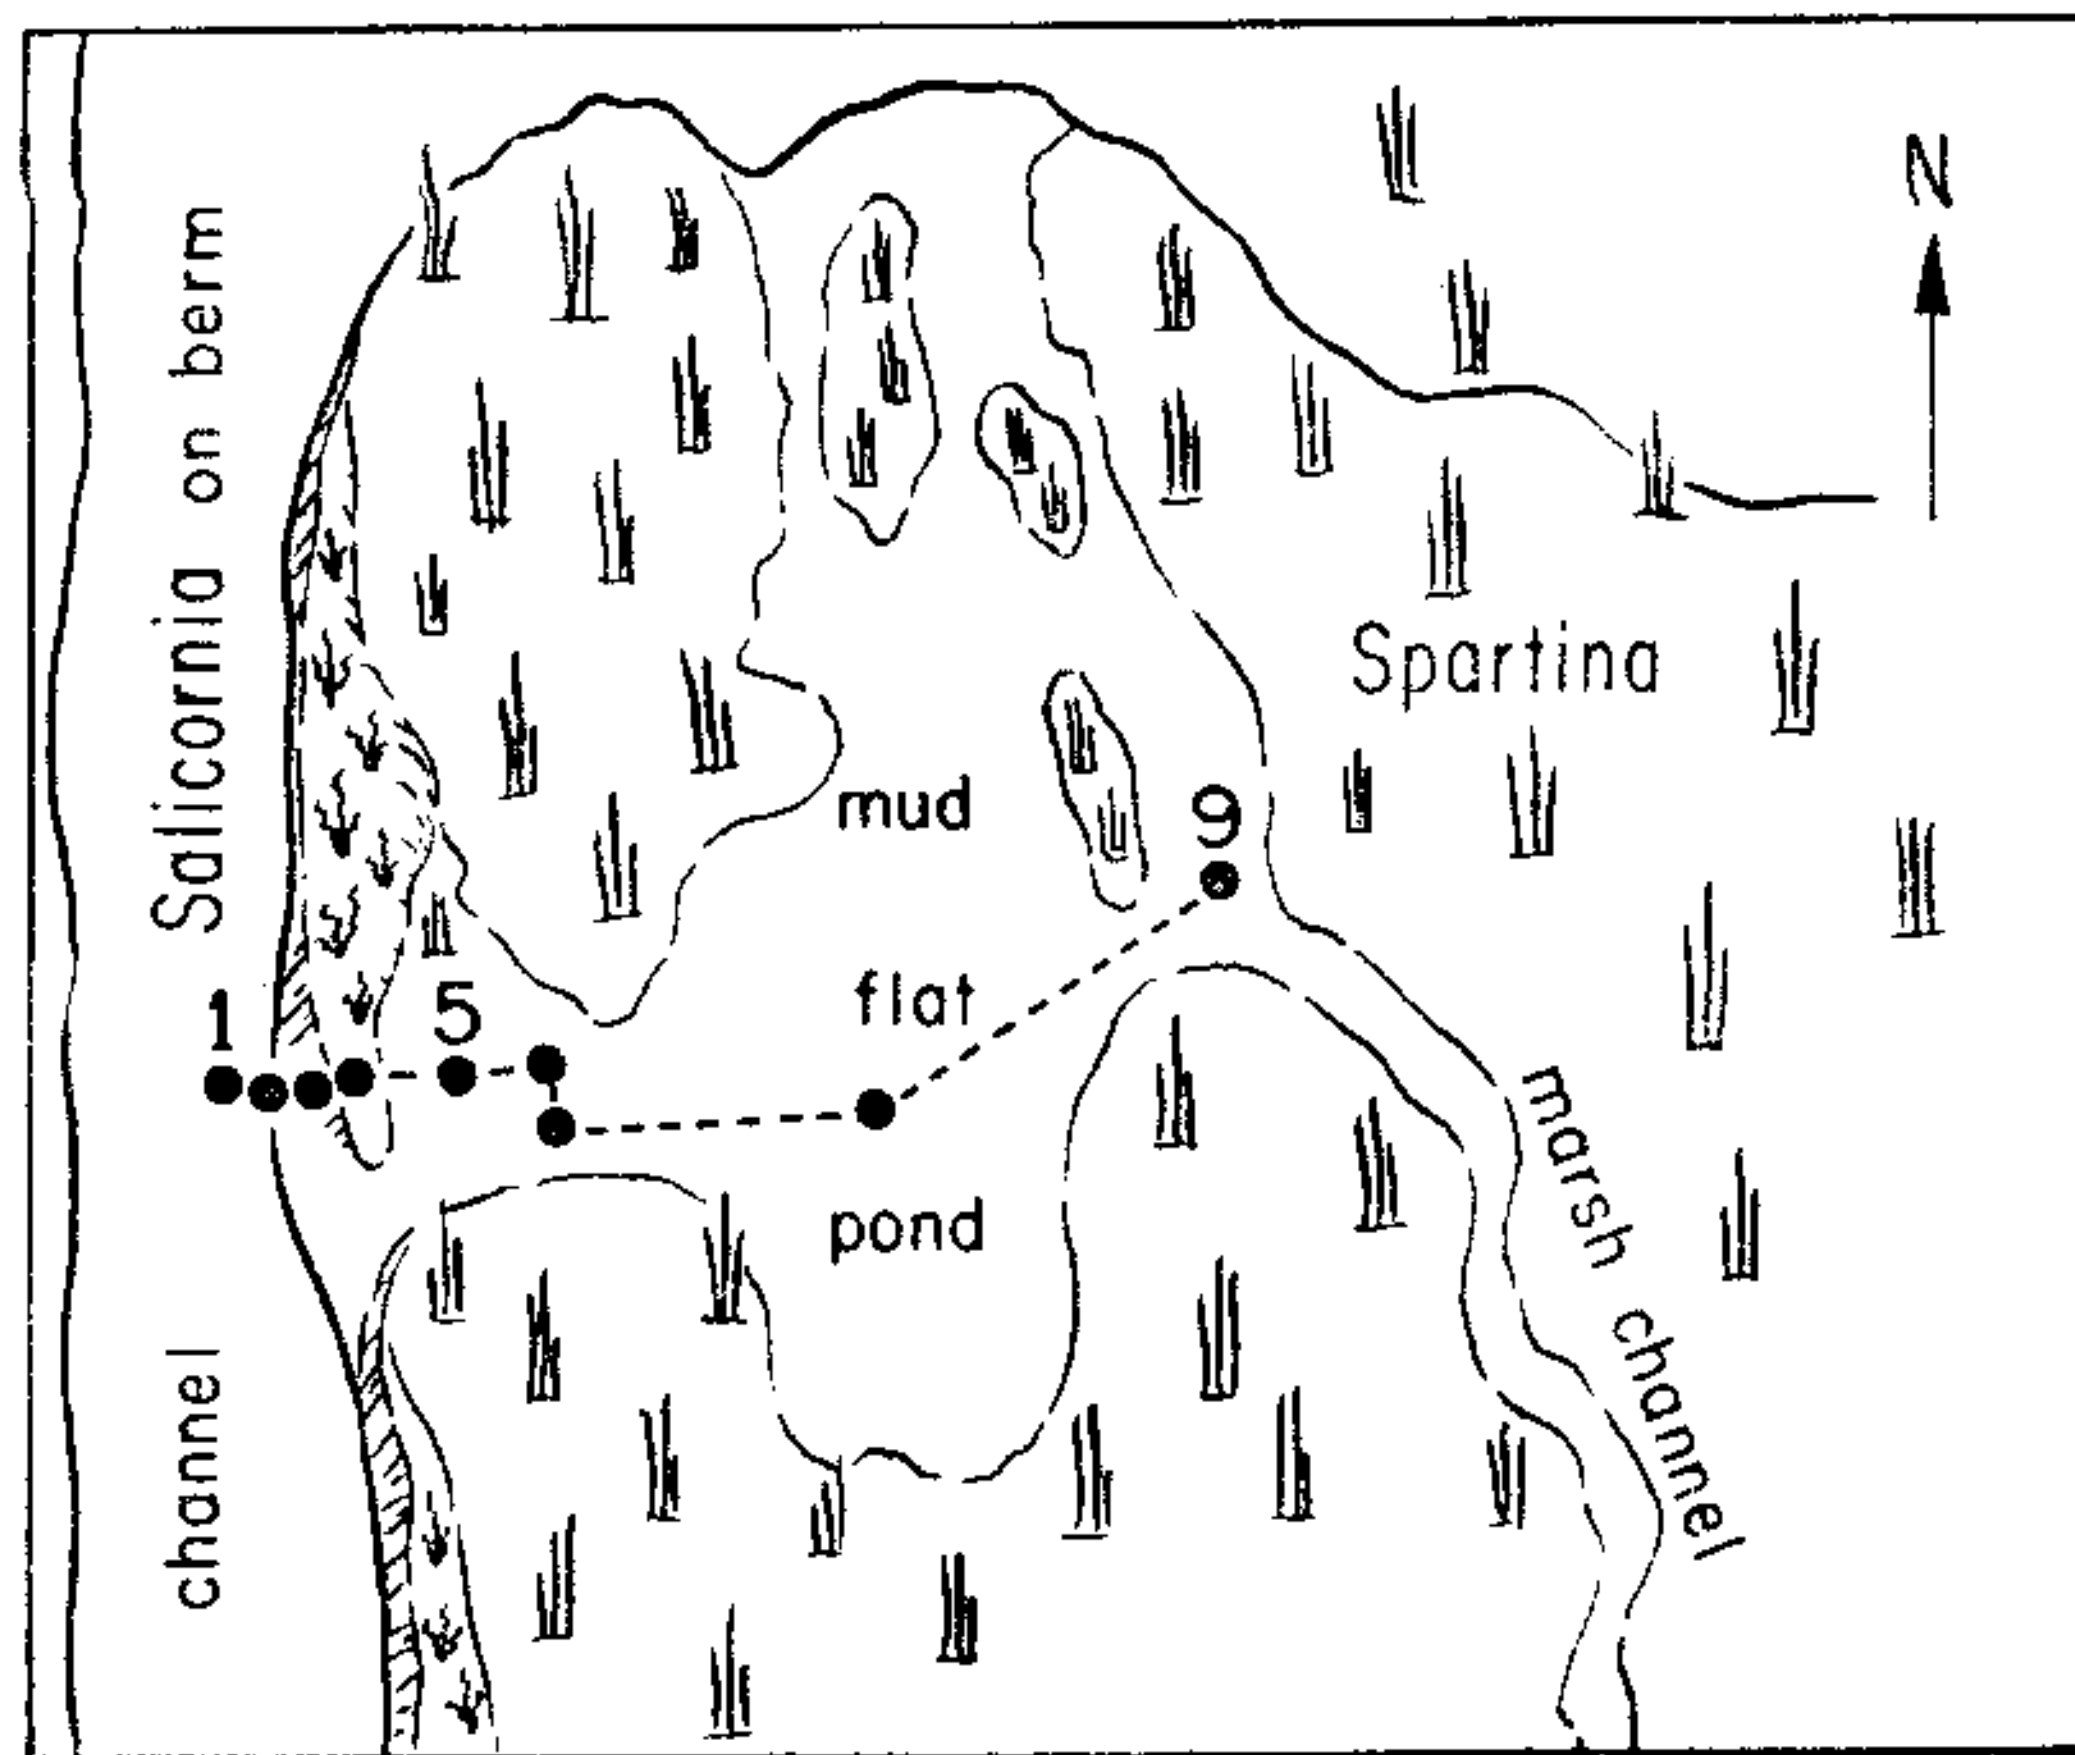 N
Salicornia on berm
Spartina
mud
9
flat
1
5
pond
marsh channel
channel